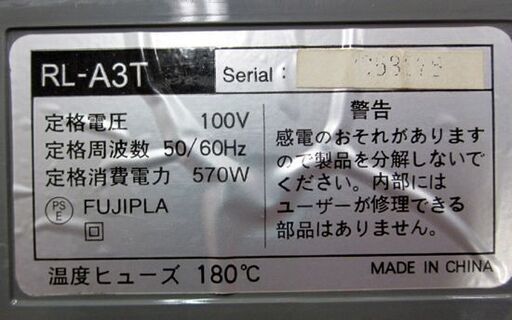 RL-A3T
Serial:
定格電圧 100V
定格周波数 50/60Hz
定格消費電力 570W
PSE FUJIPLA
警告
感電のおそれがあります
ので製品を分解しないで
ください。内部には
ユーザーが修理できる
部品はありません。
温度ヒューズ 180℃
MADE IN CHINA